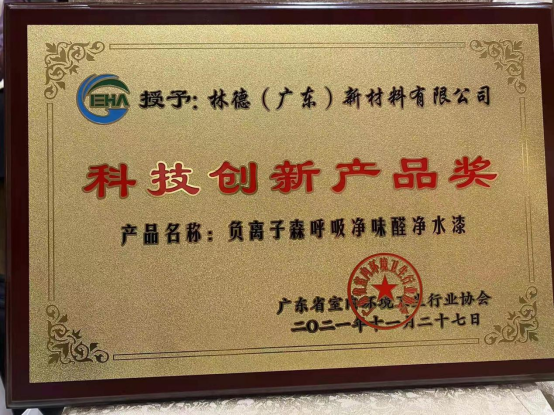 IEHA 授予：林德（广东）新材料有限公司
科技创新产品奖
产品名称：负离子森呼吸净味醛净水漆
广东省室内环境卫生行业协会
二〇二一年十一月二十七日